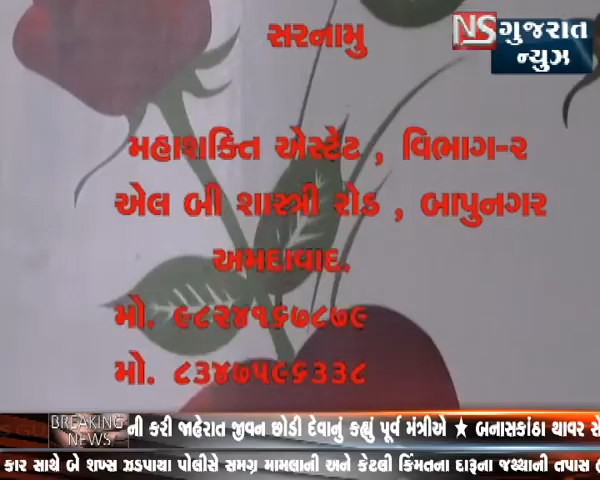 સરનામુ
NS ગુજરાત
ન્યુઝ
મહાશક્તિ એસ્ટેટ , વિભાગ-૨
એલ બી શાસ્ત્રી રોડ , બાપુનગર
અમદાવાદ.
મો. ૯૮૨૪૧૬૭૮૭૯
મો. ૮૩૪૭૫૯૬૩૩૮
BREAKING NEWS
ની કરી જાહેરાત જીવન છોડી દેવાનું કહ્યું પૂર્વ મંત્રીએ ★ બનાસકાંઠા થાવર સે
કાર સાથે બે શખ્સ ઝડપાયા પોલીસે સમગ્ર મામલાની અને કેટલી કિંમતના દારૂના જથ્થાની તપાસ